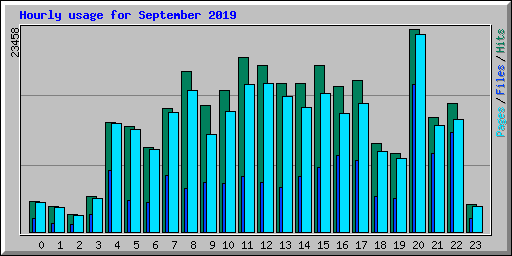 Hourly usage for September 2019
23458
Pages / Files / Hits
0 1 2 3 4 5 6 7 8 9 10 11 12 13 14 15 16 17 18 19 20 21 22 23